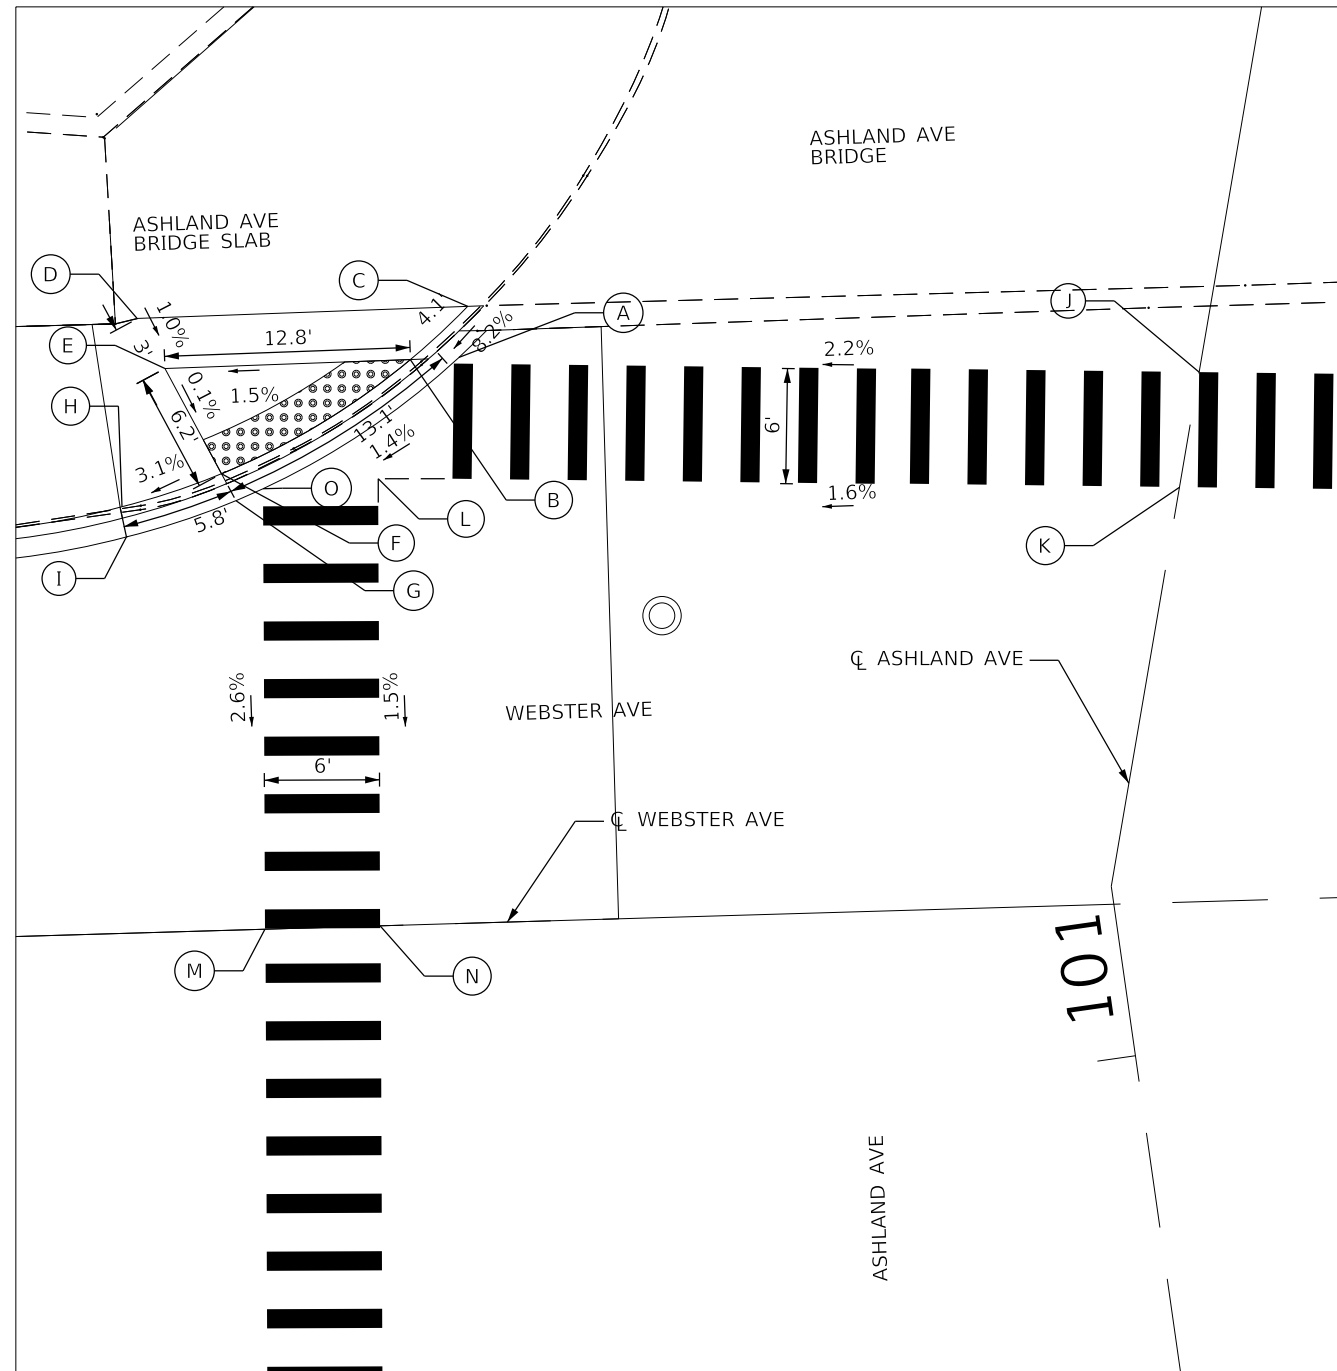 ASHLAND AVE
BRIDGE
ASHLAND AVE
BRIDGE SLAB
D
C
J
A
1.0%
4.1'
8.2%
E
3'
12.8'
2.2%
0.1%
1.5%
H
6.2'
13.1'
1.4%
6'
3.1%
O
B
1.6%
L
5.8'
F
K
I
G
℄ ASHLAND AVE
2.6%
1.5%
WEBSTER AVE
6'
℄ WEBSTER AVE
M
N
101
ASHLAND AVE